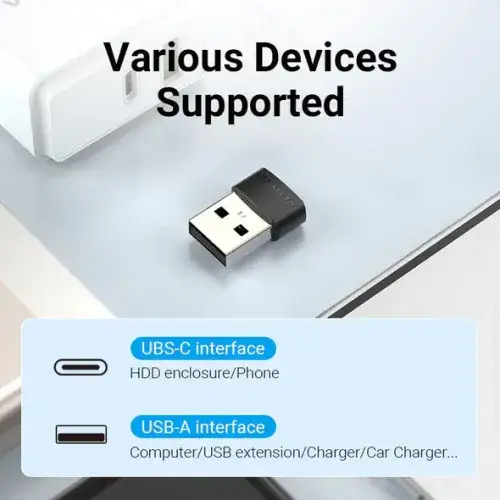 Various Devices
Supported
UBS-C interface
HDD enclosure/Phone
USB-A interface
Computer/USB extension/Charger/Car Charger...